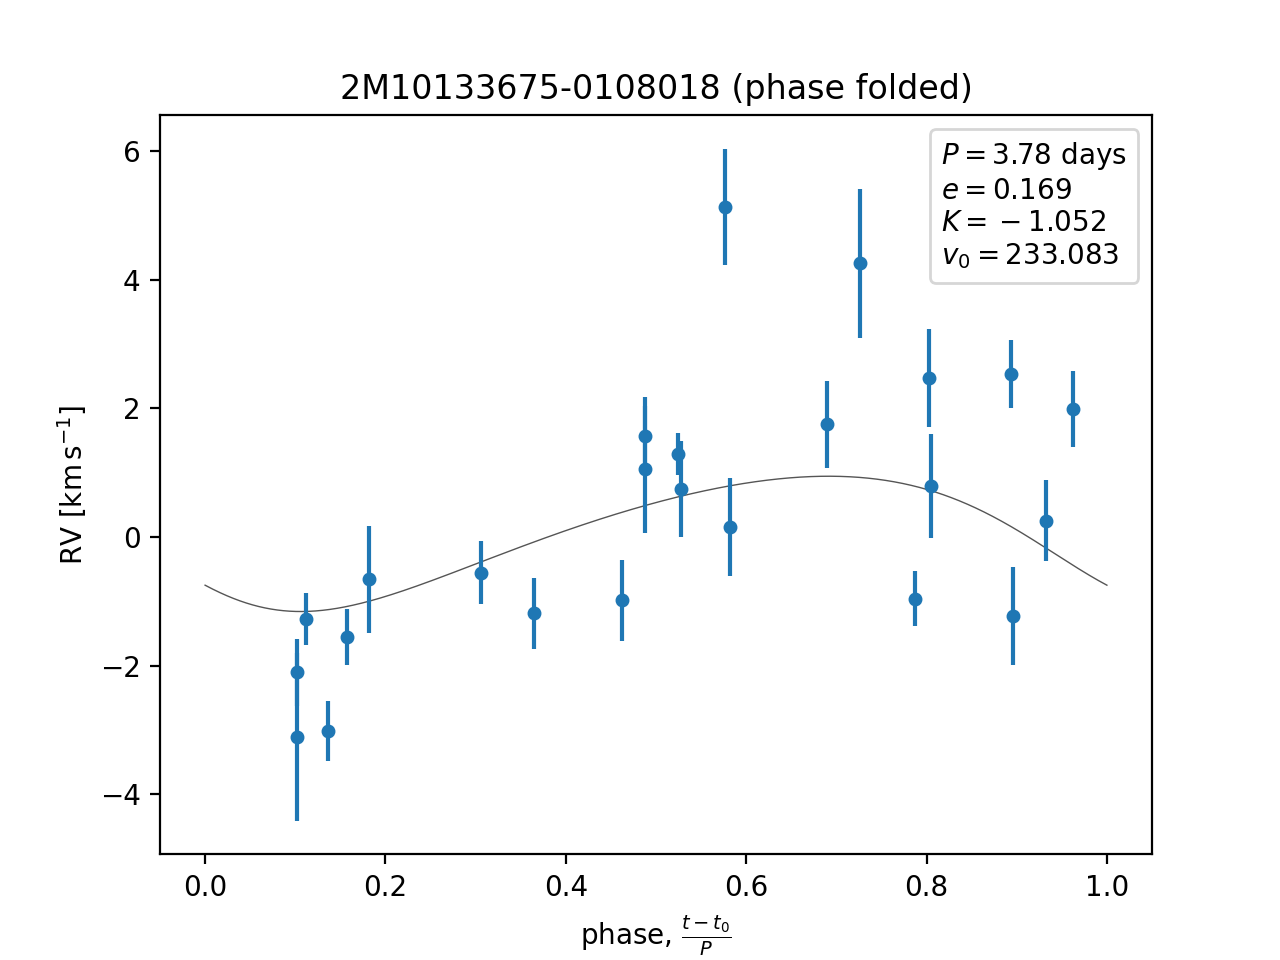 2M10133675-0108018 (phase folded)
P = 3.78 days
e = 0.169
K = −1.052
v₀ = 233.083
RV [km s⁻¹]
6
4
2
0
−2
−4
0.0 0.2 0.4 0.6 0.8 1.0
phase, (t − t₀)/P